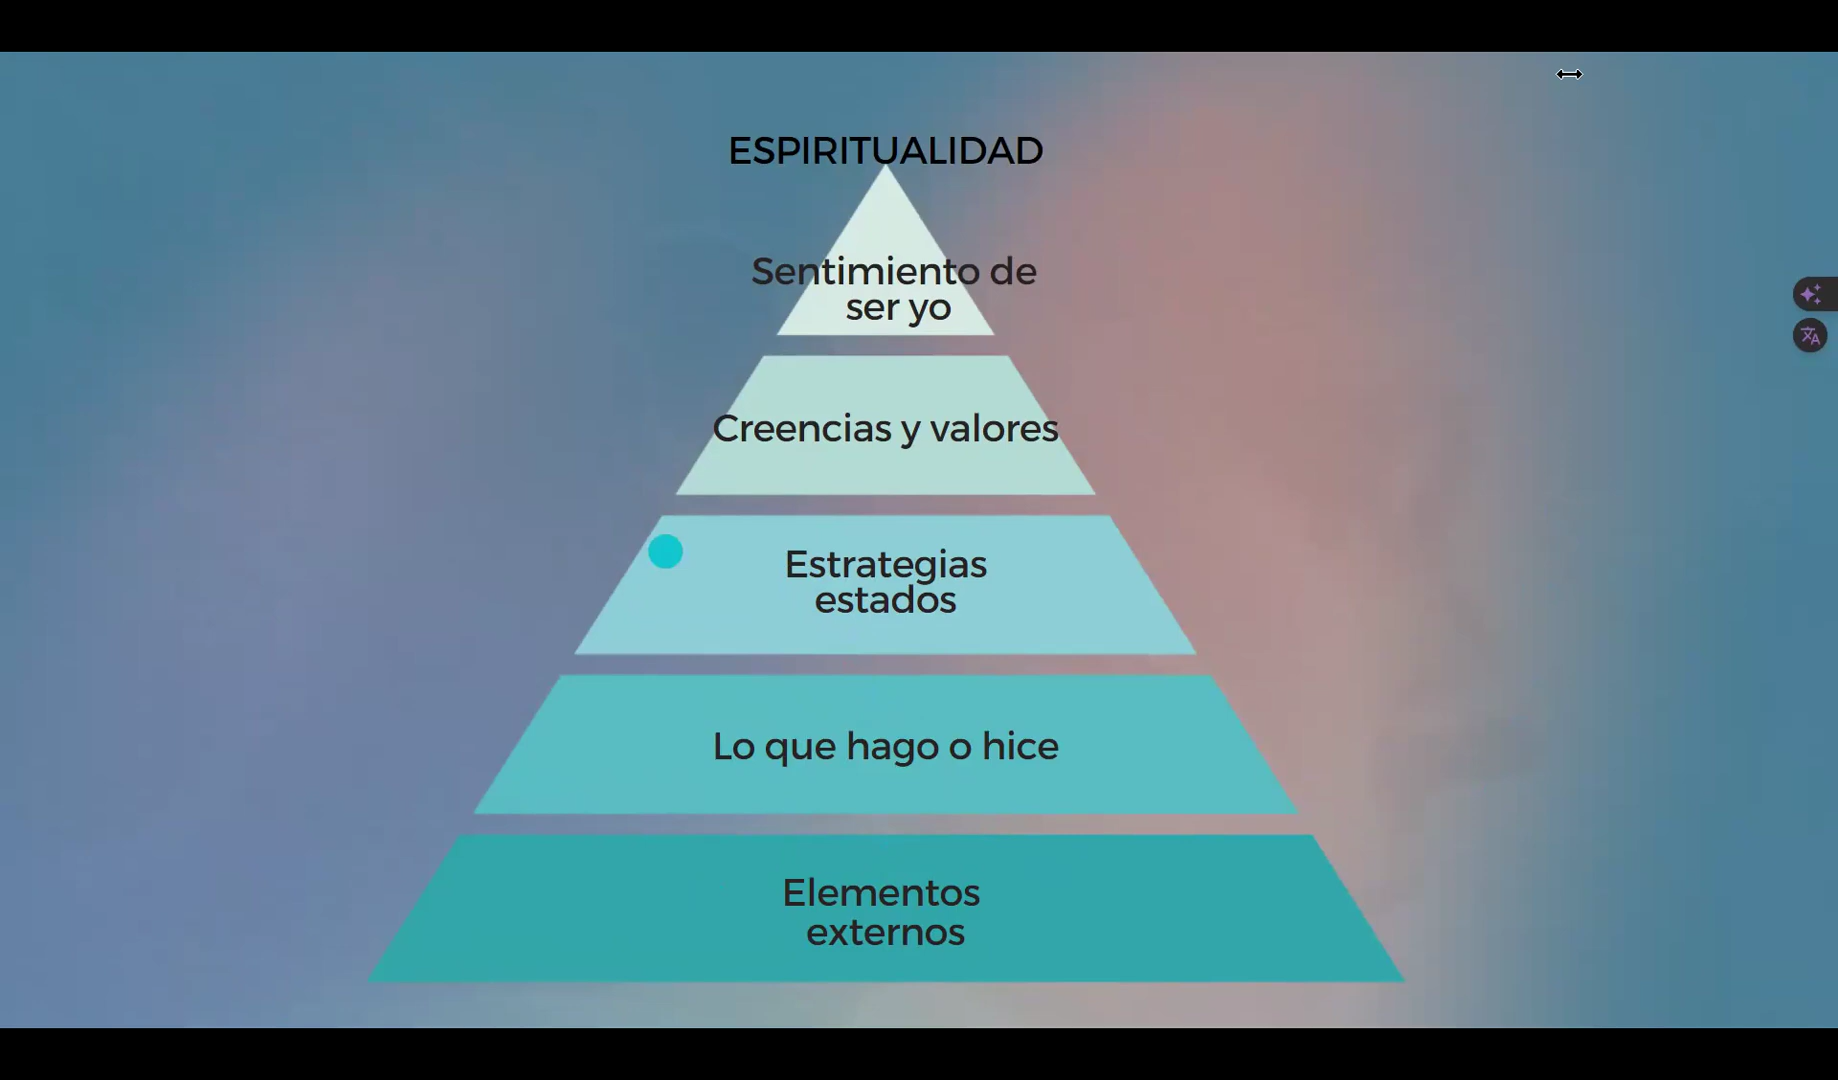 ESPIRITUALIDAD
Sentimiento de
ser yo
Creencias y valores
Estrategias
estados
Lo que hago o hice
Elementos
externos